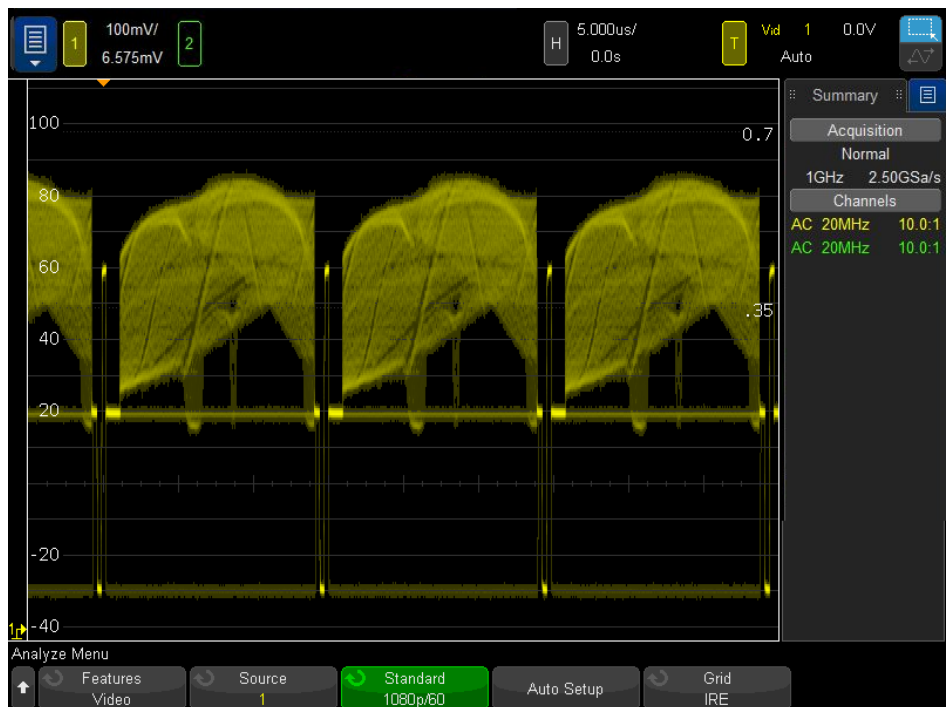 1
100mV/
6.575mV
2
H
5.000us/
0.0s
T
Vid 1 0.0V
Auto
Summary
Acquisition
Normal
1GHz 2.50GSa/s
Channels
AC 20MHz 10.0:1
AC 20MHz 10.0:1
100
0.7
80
60
.35
40
20
-20
-40
1
Analyze Menu
Features
Video
Source
1
Standard
1080p/60
Auto Setup
Grid
IRE